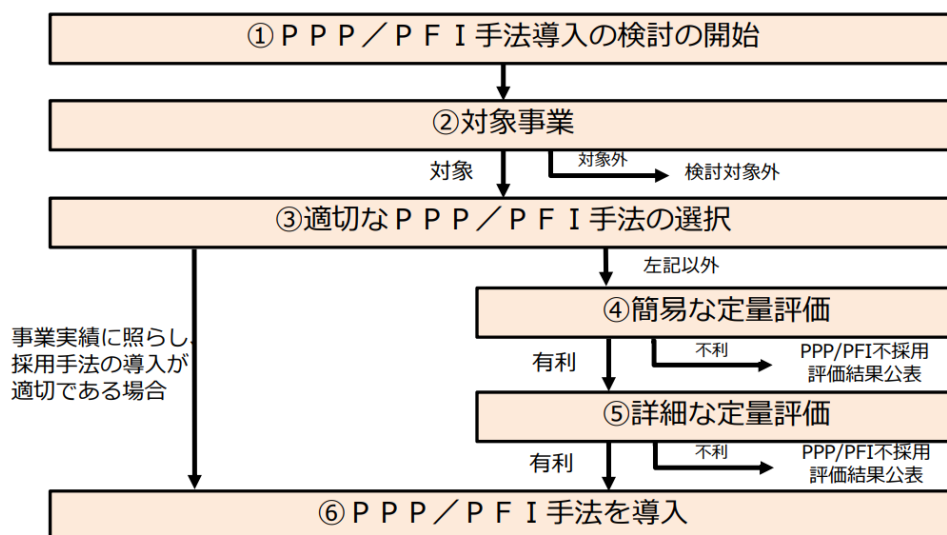 ①ＰＰＰ／ＰＦＩ手法導入の検討の開始
②対象事業
対象
対象外
検討対象外
③適切なＰＰＰ／ＰＦＩ手法の選択
左記以外
事業実績に照らし、
採用手法の導入が
適切である場合
④簡易な定量評価
有利
不利
PPP/PFI不採用
評価結果公表
⑤詳細な定量評価
有利
不利
PPP/PFI不採用
評価結果公表
⑥ＰＰＰ／ＰＦＩ手法を導入